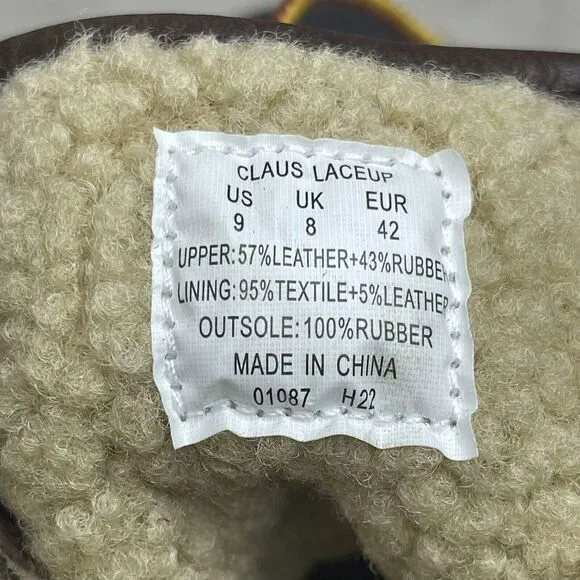 CLAUS LACEUP
US UK EUR
9 8 42
UPPER:57%LEATHER+43%RUBBER
LINING:95%TEXTILE+5%LEATHER
OUTSOLE:100%RUBBER
MADE IN CHINA
01087 H22